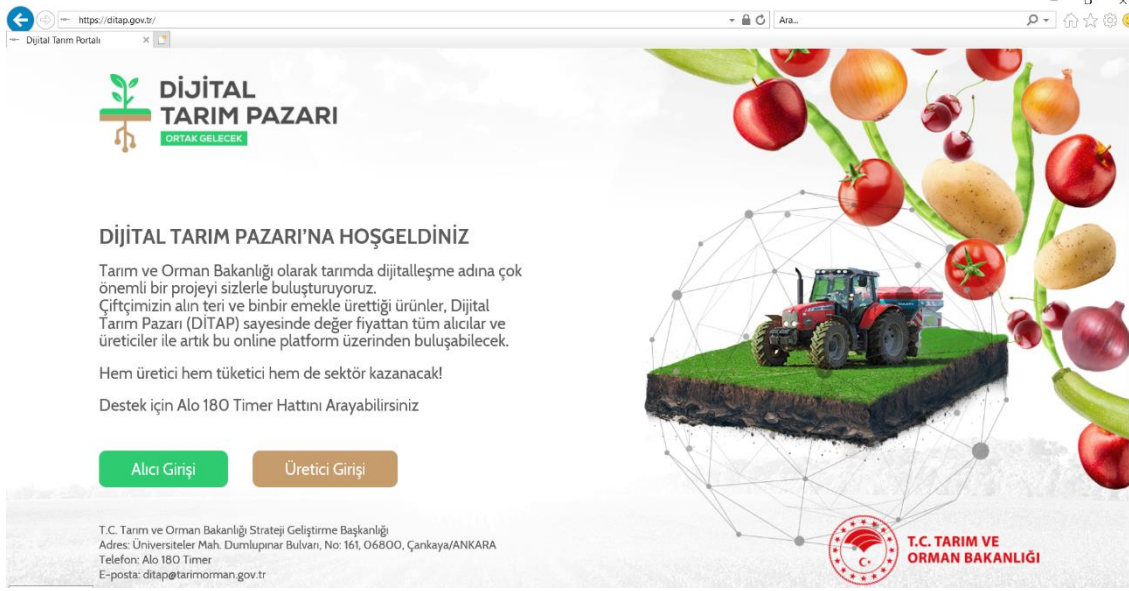 https://ditap.gov.tr/
Ara...
Dijital Tarım Portalı
DİJİTAL
TARIM PAZARI
ORTAK GELECEK
DİJİTAL TARIM PAZARI'NA HOŞGELDİNİZ
Tarım ve Orman Bakanlığı olarak tarımda dijitalleşme adına çok
önemli bir projeyi sizlerle buluşturuyoruz.
Çiftçimizin alın teri ve binbir emekle ürettiği ürünler, Dijital
Tarım Pazarı (DİTAP) sayesinde değer fiyattan tüm alıcılar ve
üreticiler ile artık bu online platform üzerinden buluşabilecek.
Hem üretici hem tüketici hem de sektör kazanacak!
Destek için Alo 180 Timer Hattını Arayabilirsiniz
Alıcı Girişi
Üretici Girişi
T.C. Tarım ve Orman Bakanlığı Strateji Geliştirme Başkanlığı
Adres: Üniversiteler Mah. Dumlupınar Bulvarı, No: 161, 06800, Çankaya/ANKARA
Telefon: Alo 180 Timer
E-posta: ditap@tarimorman.gov.tr
T.C. TARIM VE
ORMAN BAKANLIĞI